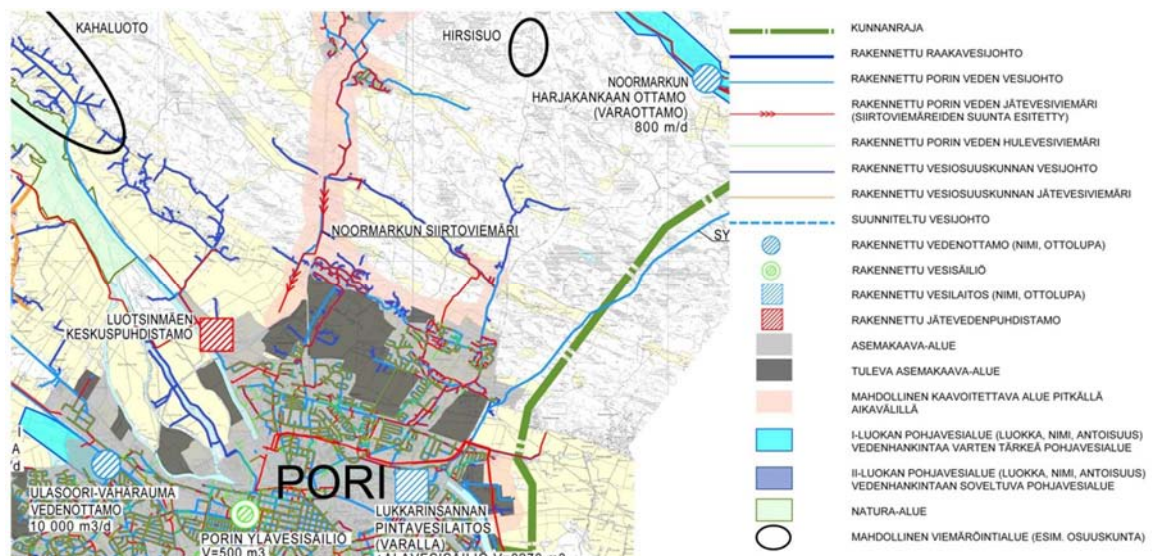 KAHALUOTO
HIRSISUO
NOORMARKUN
HARJAKANKAAN OTTAMO
(VARAOTTAMO)
800 m/d
NOORMARKUN SIIRTOVIEMÄRI
SY
LUOTSINMÄEN
KESKUSPUHDISTAMO
I
A
/d
ULASOORI-VÄHÄRAUMA
VEDENOTTAMO
10 000 m3/d
PORI
PORIN YLÄVESISÄILIÖ
V=500 m3
LUKKARINSANNAN
PINTAVESILAITOS
(VARALLA)
KUNNANRAJA
RAKENNETTU RAAKAVESIJOHTO
RAKENNETTU PORIN VEDEN VESIJOHTO
RAKENNETTU PORIN VEDEN JÄTEVESIVIEMÄRI
(SIIRTOVIEMÄREIDEN SUUNTA ESITETTY)
RAKENNETTU PORIN VEDEN HULEVESIVIEMÄRI
RAKENNETTU VESIOSUUSKUNNAN VESIJOHTO
RAKENNETTU VESIOSUUSKUNNAN JÄTEVESIVIEMÄRI
SUUNNITELTU VESIJOHTO
RAKENNETTU VEDENOTTAMO (NIMI, OTTOLUPA)
RAKENNETTU VESISÄILIÖ
RAKENNETTU VESILAITOS (NIMI, OTTOLUPA)
RAKENNETTU JÄTEVEDENPUHDISTAMO
ASEMAKAAVA-ALUE
TULEVA ASEMAKAAVA-ALUE
MAHDOLLINEN KAAVOITETTAVA ALUE PITKÄLLÄ
AIKAVÄLILLÄ
I-LUOKAN POHJAVESIALUE (LUOKKA, NIMI, ANTOISUUS)
VEDENHANKINTAA VARTEN TÄRKEÄ POHJAVESIALUE
II-LUOKAN POHJAVESIALUE (LUOKKA, NIMI, ANTOISUUS)
VEDENHANKINTAAN SOVELTUVA POHJAVESIALUE
NATURA-ALUE
MAHDOLLINEN VIEMÄRÖINTIALUE (ESIM. OSUUSKUNTA)